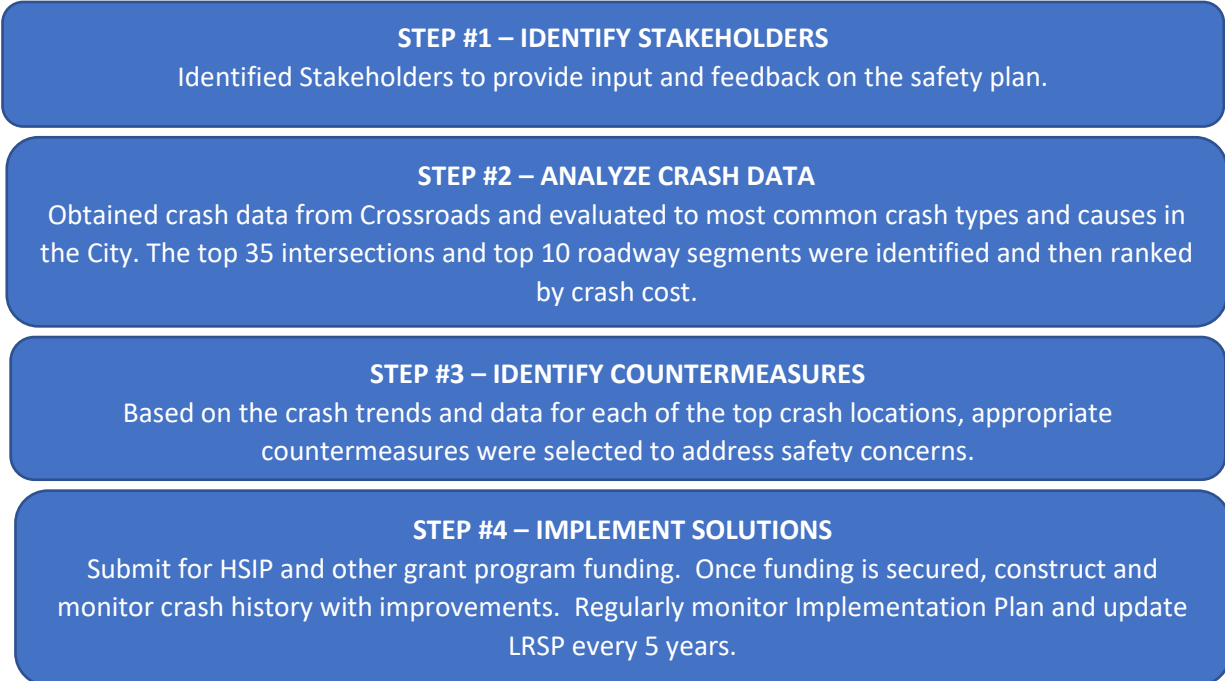 STEP #1 – IDENTIFY STAKEHOLDERS
Identified Stakeholders to provide input and feedback on the safety plan.
STEP #2 – ANALYZE CRASH DATA
Obtained crash data from Crossroads and evaluated to most common crash types and causes in
the City. The top 35 intersections and top 10 roadway segments were identified and then ranked
by crash cost.
STEP #3 – IDENTIFY COUNTERMEASURES
Based on the crash trends and data for each of the top crash locations, appropriate
countermeasures were selected to address safety concerns.
STEP #4 – IMPLEMENT SOLUTIONS
Submit for HSIP and other grant program funding.  Once funding is secured, construct and
monitor crash history with improvements.  Regularly monitor Implementation Plan and update
LRSP every 5 years.